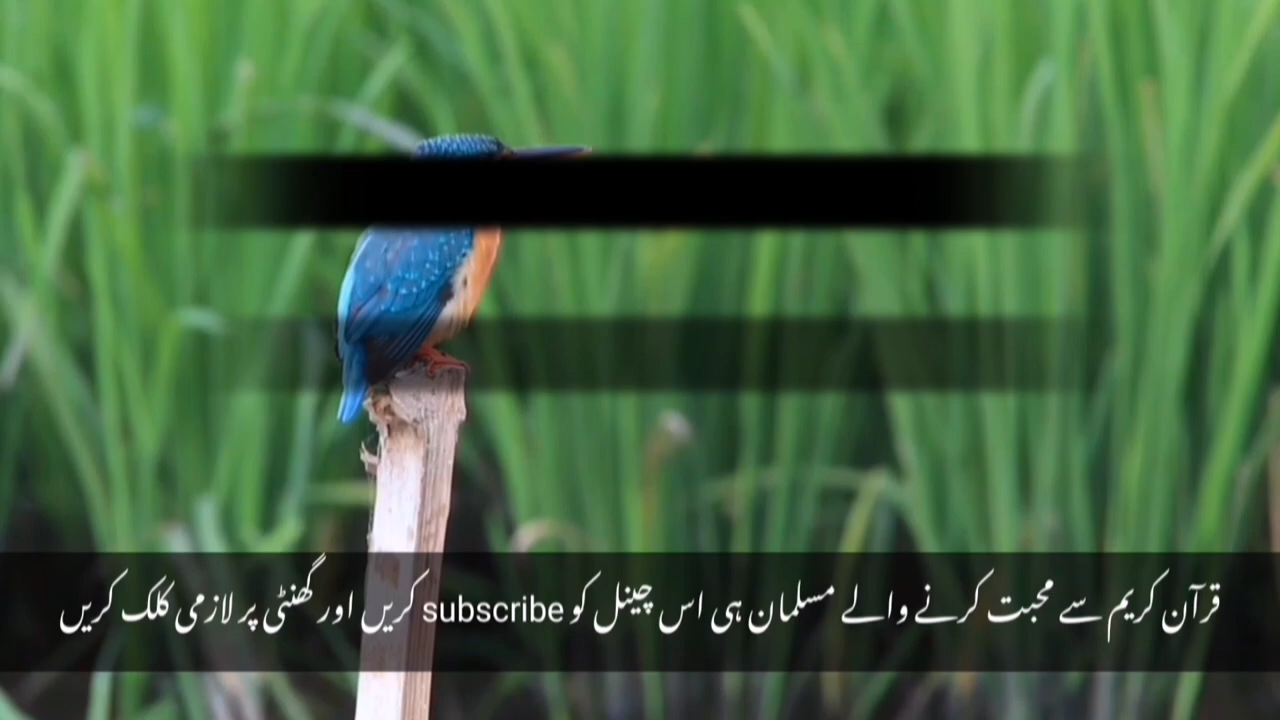 قرآن کریم سے محبت کرنے والے مسلمان ہی اس چینل کو subscribe کریں اور گھنٹی پر لازمی کلک کریں